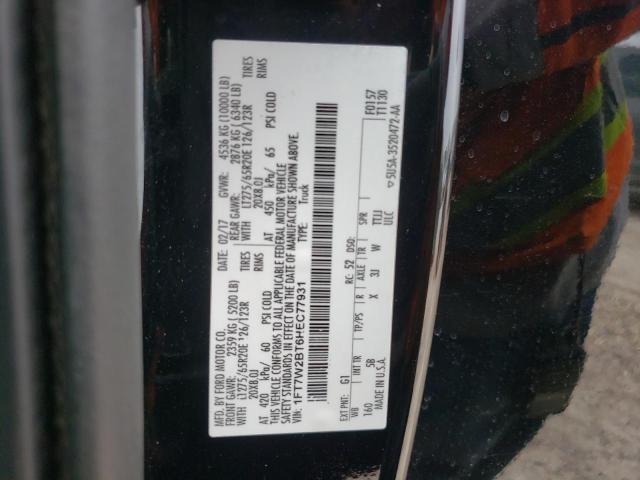 MFD. BY FORD MOTOR CO.
DATE: 02/17 GVWR: 4536 KG (10000 LB)
FRONT GAWR: 2359 KG (5200 LB) REAR GAWR: 2876 KG (6340 LB)
WITH LT275/65R20E 126/123R TIRES WITH LT275/65R20E 126/123R TIRES
20X8.0J RIMS 20X8.0J RIMS
AT 420 kPa/ 60 PSI COLD AT 450 kPa/ 65 PSI COLD
THIS VEHICLE CONFORMS TO ALL APPLICABLE FEDERAL MOTOR VEHICLE
SAFETY STANDARDS IN EFFECT ON THE DATE OF MANUFACTURE SHOWN ABOVE.
VIN: 1FT7W2BT6HEC77931 TYPE: Truck
F0157
T1130
EXT PNT: G1 RC: 52 DSO:
WB INT TR TP/PS R AXLE TR SPR
160 5B X 3J W TTJJ
MADE IN U.S.A. ULC
5U5A-3520472-AA